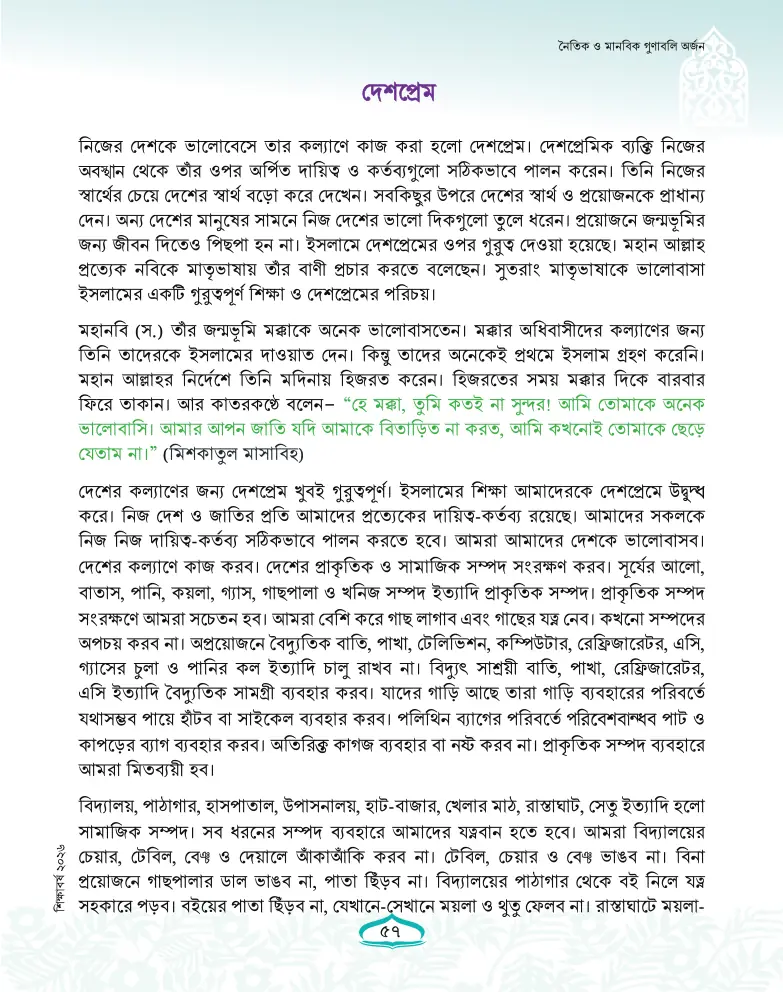 নৈতিক ও মানবিক গুণাবলি অর্জন
দেশপ্রেম
নিজের দেশকে ভালোবেসে তার কল্যাণে কাজ করা হলো দেশপ্রেম। দেশপ্রেমিক ব্যক্তি নিজের
অবস্থান থেকে তাঁর ওপর অর্পিত দায়িত্ব ও কর্তব্যগুলো সঠিকভাবে পালন করেন। তিনি নিজের
স্বার্থের চেয়ে দেশের স্বার্থ বড়ো করে দেখেন। সবকিছুর উপরে দেশের স্বার্থ ও প্রয়োজনকে প্রাধান্য
দেন। অন্য দেশের মানুষের সামনে নিজ দেশের ভালো দিকগুলো তুলে ধরেন। প্রয়োজনে জন্মভূমির
জন্য জীবন দিতেও পিছপা হন না। ইসলামে দেশপ্রেমের ওপর গুরুত্ব দেওয়া হয়েছে। মহান আল্লাহ
প্রত্যেক নবিকে মাতৃভাষায় তাঁর বাণী প্রচার করতে বলেছেন। সুতরাং মাতৃভাষাকে ভালোবাসা
ইসলামের একটি গুরুত্বপূর্ণ শিক্ষা ও দেশপ্রেমের পরিচয়।
মহানবি (স.) তাঁর জন্মভূমি মক্কাকে অনেক ভালোবাসতেন। মক্কার অধিবাসীদের কল্যাণের জন্য
তিনি তাদেরকে ইসলামের দাওয়াত দেন। কিন্তু তাদের অনেকেই প্রথমে ইসলাম গ্রহণ করেনি।
মহান আল্লাহর নির্দেশে তিনি মদিনায় হিজরত করেন। হিজরতের সময় মক্কার দিকে বারবার
ফিরে তাকান। আর কাতরকণ্ঠে বলেন– “হে মক্কা, তুমি কতই না সুন্দর! আমি তোমাকে অনেক
ভালোবাসি। আমার আপন জাতি যদি আমাকে বিতাড়িত না করত, আমি কখনোই তোমাকে ছেড়ে
যেতাম না।” (মিশকাতুল মাসাবিহ)
দেশের কল্যাণের জন্য দেশপ্রেম খুবই গুরুত্বপূর্ণ। ইসলামের শিক্ষা আমাদেরকে দেশপ্রেমে উদ্বুদ্ধ
করে। নিজ দেশ ও জাতির প্রতি আমাদের প্রত্যেকের দায়িত্ব-কর্তব্য রয়েছে। আমাদের সকলকে
নিজ নিজ দায়িত্ব-কর্তব্য সঠিকভাবে পালন করতে হবে। আমরা আমাদের দেশকে ভালোবাসব।
দেশের কল্যাণে কাজ করব। দেশের প্রাকৃতিক ও সামাজিক সম্পদ সংরক্ষণ করব। সূর্যের আলো,
বাতাস, পানি, কয়লা, গ্যাস, গাছপালা ও খনিজ সম্পদ ইত্যাদি প্রাকৃতিক সম্পদ। প্রাকৃতিক সম্পদ
সংরক্ষণে আমরা সচেতন হব। আমরা বেশি করে গাছ লাগাব এবং গাছের যত্ন নেব। কখনো সম্পদের
অপচয় করব না। অপ্রয়োজনে বৈদ্যুতিক বাতি, পাখা, টেলিভিশন, কম্পিউটার, রেফ্রিজারেটর, এসি,
গ্যাসের চুলা ও পানির কল ইত্যাদি চালু রাখব না। বিদ্যুৎ সাশ্রয়ী বাতি, পাখা, রেফ্রিজারেটর,
এসি ইত্যাদি বৈদ্যুতিক সামগ্রী ব্যবহার করব। যাদের গাড়ি আছে তারা গাড়ি ব্যবহারের পরিবর্তে
যথাসম্ভব পায়ে হাঁটব বা সাইকেল ব্যবহার করব। পলিথিন ব্যাগের পরিবর্তে পরিবেশবান্ধব পাট ও
কাপড়ের ব্যাগ ব্যবহার করব। অতিরিক্ত কাগজ ব্যবহার বা নষ্ট করব না। প্রাকৃতিক সম্পদ ব্যবহারে
আমরা মিতব্যয়ী হব।
বিদ্যালয়, পাঠাগার, হাসপাতাল, উপাসনালয়, হাট-বাজার, খেলার মাঠ, রাস্তাঘাট, সেতু ইত্যাদি হলো
সামাজিক সম্পদ। সব ধরনের সম্পদ ব্যবহারে আমাদের যত্নবান হতে হবে। আমরা বিদ্যালয়ের
চেয়ার, টেবিল, বেঞ্চ ও দেয়ালে আঁকাআঁকি করব না। টেবিল, চেয়ার ও বেঞ্চ ভাঙব না। বিনা
প্রয়োজনে গাছপালার ডাল ভাঙব না, পাতা ছিঁড়ব না। বিদ্যালয়ের পাঠাগার থেকে বই নিলে যত্ন
সহকারে পড়ব। বইয়ের পাতা ছিঁড়ব না, যেখানে-সেখানে ময়লা ও থুতু ফেলব না। রাস্তাঘাটে ময়লা-
শিক্ষাবর্ষ ২০২৬
৫৭